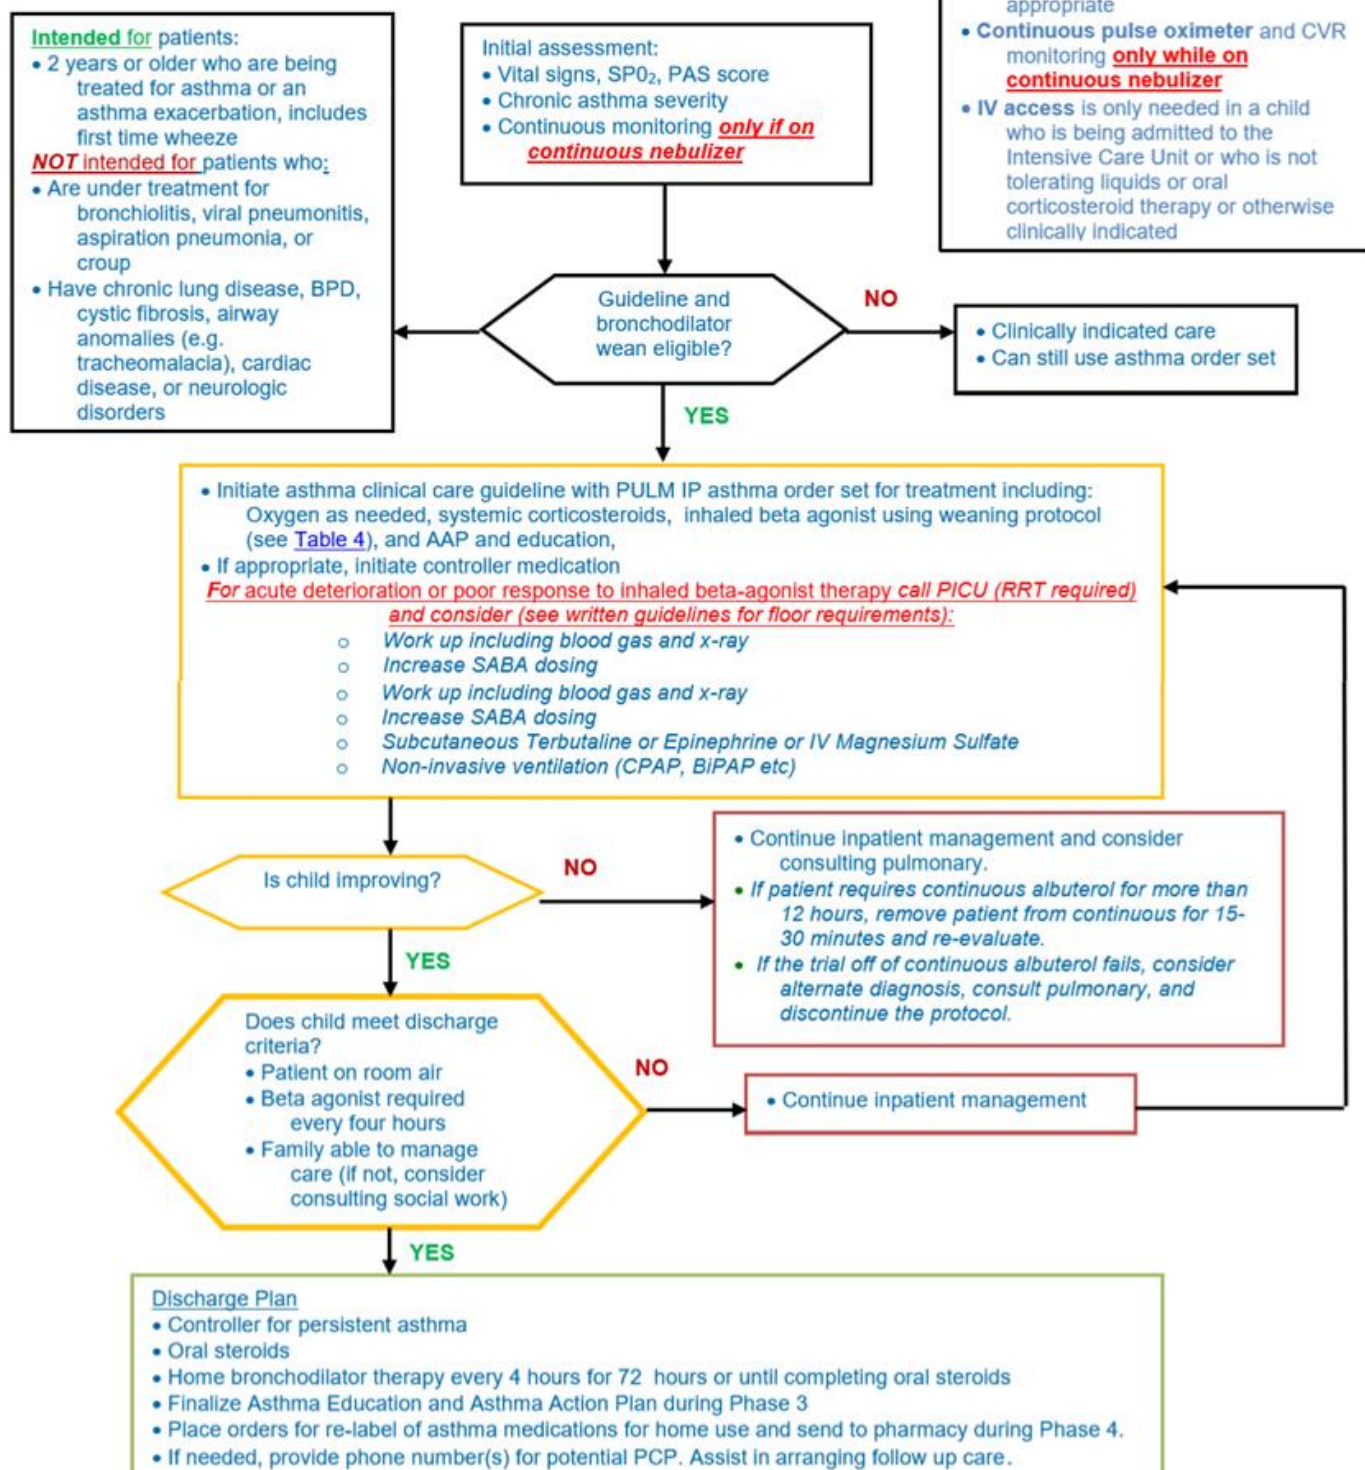 Intended for patients:
• 2 years or older who are being
treated for asthma or an
asthma exacerbation, includes
first time wheeze
NOT intended for patients who:
• Are under treatment for
bronchiolitis, viral pneumonitis,
aspiration pneumonia, or
croup
• Have chronic lung disease, BPD,
cystic fibrosis, airway
anomalies (e.g.
tracheomalacia), cardiac
disease, or neurologic
disorders
Initial assessment:
• Vital signs, SP0₂, PAS score
• Chronic asthma severity
• Continuous monitoring only if on
continuous nebulizer
appropriate
• Continuous pulse oximeter and CVR
monitoring only while on
continuous nebulizer
• IV access is only needed in a child
who is being admitted to the
Intensive Care Unit or who is not
tolerating liquids or oral
corticosteroid therapy or otherwise
clinically indicated
Guideline and
bronchodilator
wean eligible?
NO
• Clinically indicated care
• Can still use asthma order set
YES
• Initiate asthma clinical care guideline with PULM IP asthma order set for treatment including:
Oxygen as needed, systemic corticosteroids, inhaled beta agonist using weaning protocol
(see Table 4), and AAP and education,
• If appropriate, initiate controller medication
For acute deterioration or poor response to inhaled beta-agonist therapy call PICU (RRT required)
and consider (see written guidelines for floor requirements):
o Work up including blood gas and x-ray
o Increase SABA dosing
o Work up including blood gas and x-ray
o Increase SABA dosing
o Subcutaneous Terbutaline or Epinephrine or IV Magnesium Sulfate
o Non-invasive ventilation (CPAP, BiPAP etc)
Is child improving?
NO
• Continue inpatient management and consider
consulting pulmonary.
• If patient requires continuous albuterol for more than
12 hours, remove patient from continuous for 15-
30 minutes and re-evaluate.
• If the trial off of continuous albuterol fails, consider
alternate diagnosis, consult pulmonary, and
discontinue the protocol.
YES
Does child meet discharge
criteria?
• Patient on room air
• Beta agonist required
every four hours
• Family able to manage
care (if not, consider
consulting social work)
NO
• Continue inpatient management
YES
Discharge Plan
• Controller for persistent asthma
• Oral steroids
• Home bronchodilator therapy every 4 hours for 72 hours or until completing oral steroids
• Finalize Asthma Education and Asthma Action Plan during Phase 3
• Place orders for re-label of asthma medications for home use and send to pharmacy during Phase 4.
• If needed, provide phone number(s) for potential PCP. Assist in arranging follow up care.